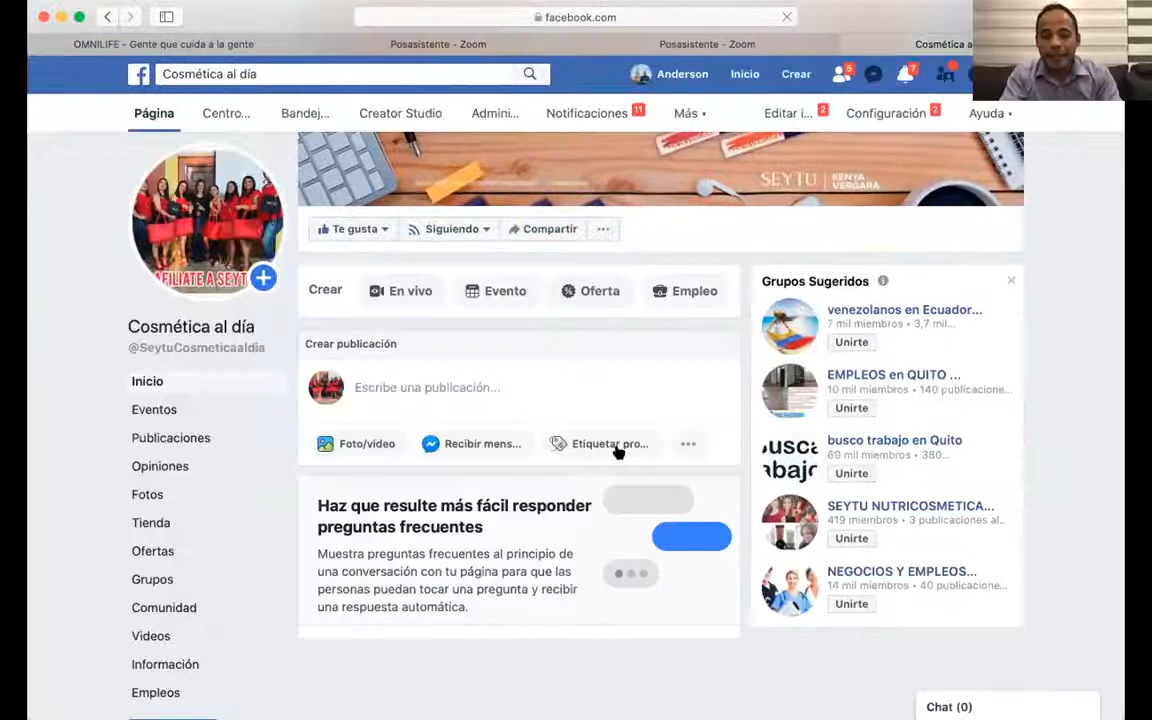 facebook.com
OMNILIFE - Gente que cuida a la gente
Posasistente - Zoom
Posasistente - Zoom
Cosmética a
Cosmética al día
Anderson
Inicio
Crear
6
7
Página
Centro...
Bandej...
Creator Studio
Admini...
Notificaciones 11
Más
Editar i... 2
Configuración 2
Ayuda
SEYTU | KENYA VERGARA
AFILIATE A SEYT
Te gusta
Siguiendo
Compartir
...
Crear
En vivo
Evento
Oferta
Empleo
Crear publicación
Escribe una publicación...
Foto/video
Recibir mens...
Etiquetar pro...
...
Haz que resulte más fácil responder
preguntas frecuentes
Muestra preguntas frecuentes al principio de
una conversación con tu página para que las
personas puedan tocar una pregunta y recibir
una respuesta automática.
Cosmética al día
@SeytuCosmeticaaldia
Inicio
Eventos
Publicaciones
Opiniones
Fotos
Tienda
Ofertas
Grupos
Comunidad
Videos
Información
Empleos
Grupos Sugeridos
venezolanos en Ecuador...
7 mil miembros • 3,7 mil...
Unirte
EMPLEOS en QUITO ...
10 mil miembros • 140 publicacione...
Unirte
busca
abajo
busco trabajo en Quito
69 mil miembros • 380...
Unirte
SEYTU NUTRICOSMETICA...
419 miembros • 3 publicaciones al...
Unirte
NEGOCIOS Y EMPLEOS...
14 mil miembros • 40 publicacione...
Unirte
Chat (0)